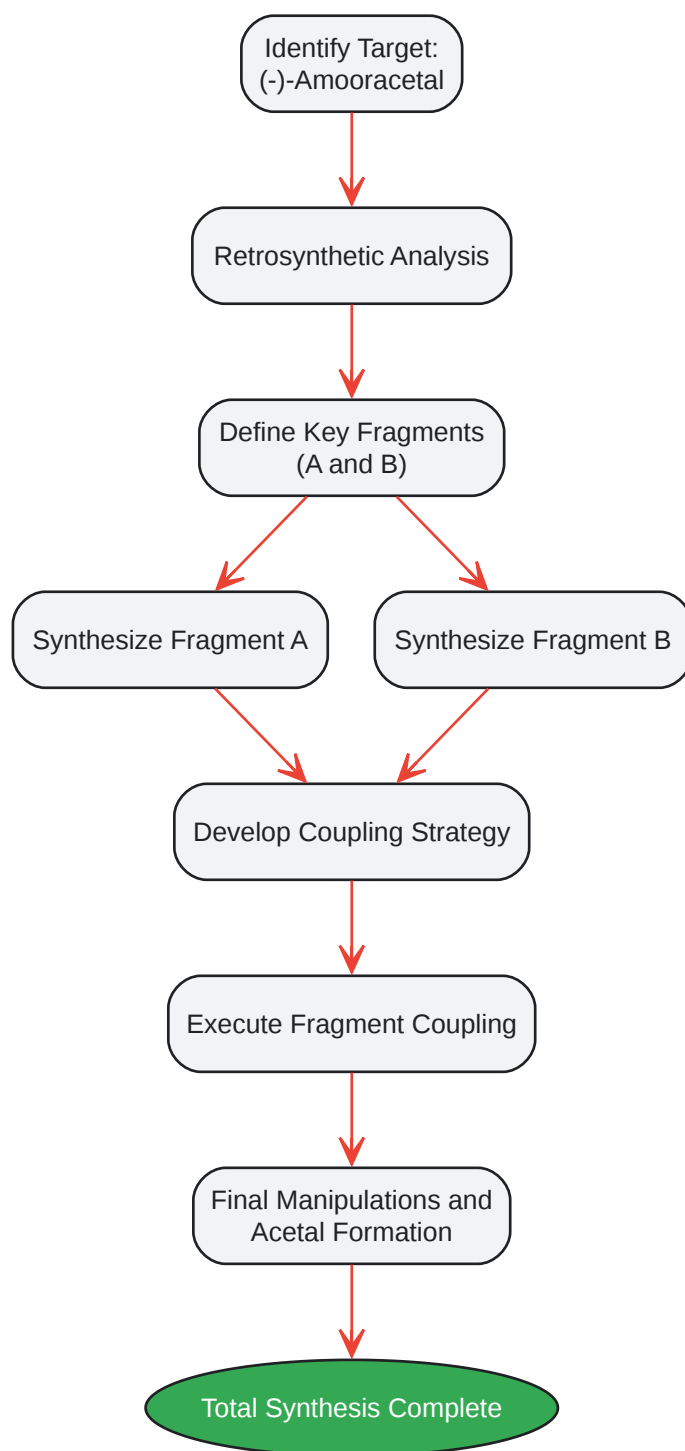 Identify Target:
(-)-Amooracetal
Retrosynthetic Analysis
Define Key Fragments
(A and B)
Synthesize Fragment A
Synthesize Fragment B
Develop Coupling Strategy
Execute Fragment Coupling
Final Manipulations and
Acetal Formation
Total Synthesis Complete